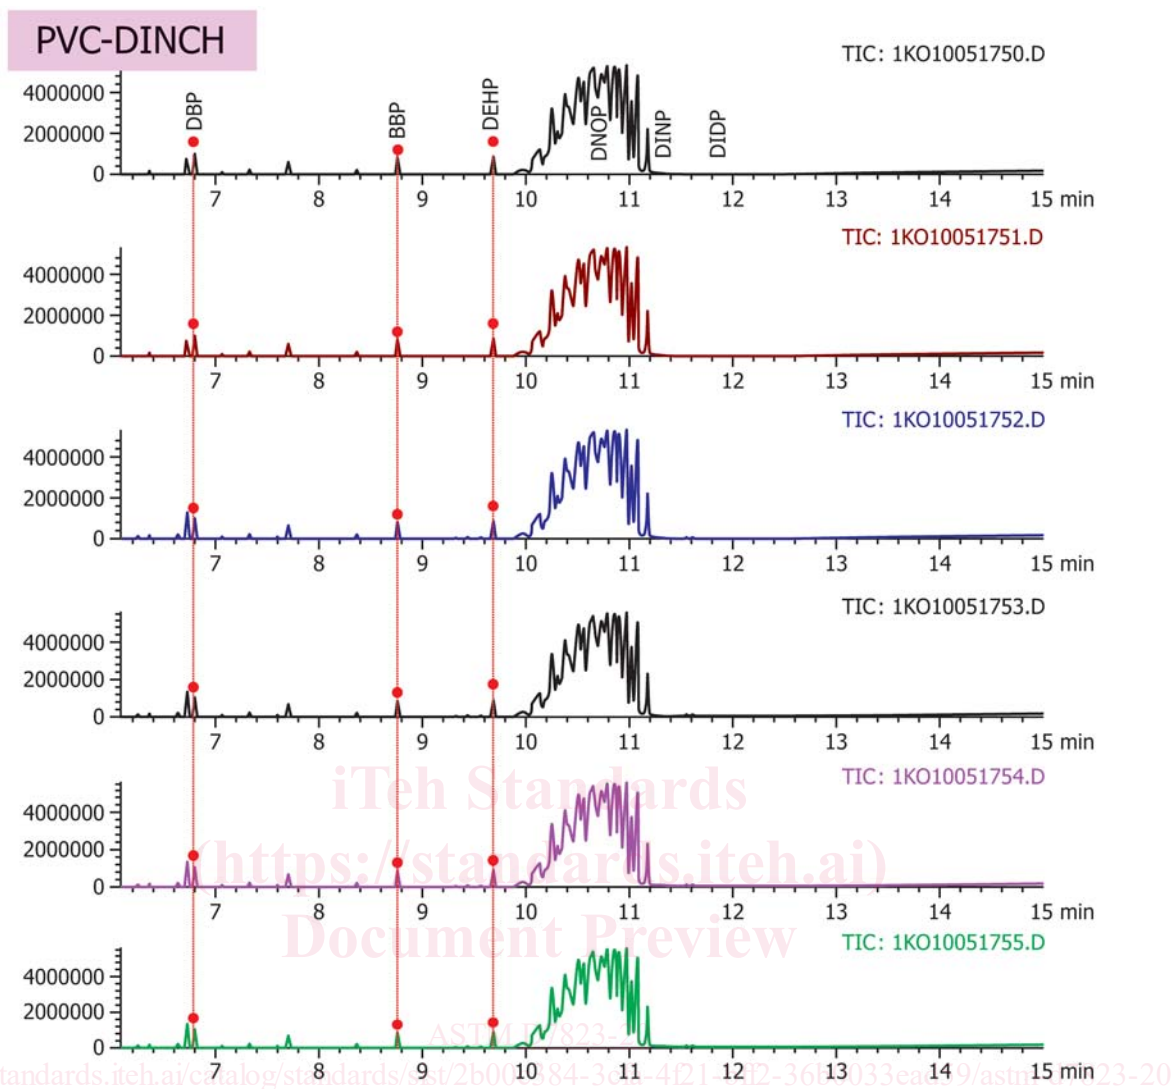 PVC-DINCH
TIC: 1KO10051750.D
4000000
2000000
0
DBP
BBP
DEHP
DNOP
DINP
DIDP
7 8 9 10 11 12 13 14 15 min
TIC: 1KO10051751.D
4000000
2000000
0
7 8 9 10 11 12 13 14 15 min
TIC: 1KO10051752.D
4000000
2000000
0
7 8 9 10 11 12 13 14 15 min
TIC: 1KO10051753.D
4000000
2000000
0
7 8 9 10 11 12 13 14 15 min
iTeh Standards
TIC: 1KO10051754.D
4000000
2000000
0
(https://standards.iteh.ai)
7 8 9 10 11 12 13 14 15 min
Document Preview
TIC: 1KO10051755.D
4000000
2000000
0
ASTM
7 8 9 10 11 12 13 14 15 min